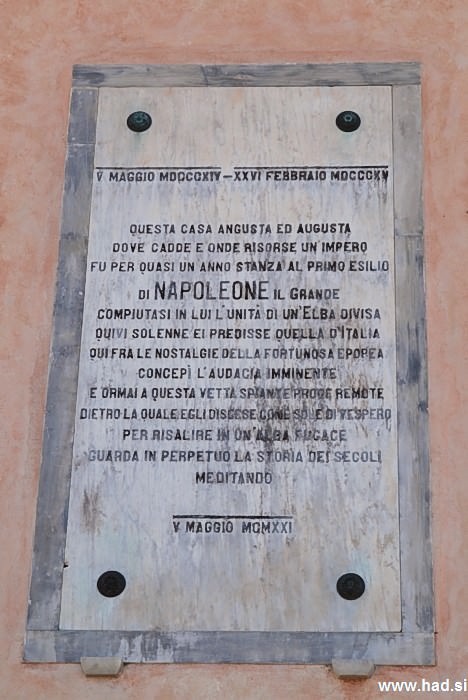 V MAGGIO MDCCCXIV – XXVI FEBBRAIO MDCCCXV
QUESTA CASA ANGUSTA ED AUGUSTA
DOVE CADDE E ONDE RISORSE UN'IMPERO
FU PER QUASI UN ANNO STANZA AL PRIMO ESILIO
DI NAPOLEONE IL GRANDE
COMPIUTASI IN LUI L'UNITÀ DI UN'ELBA DIVISA
QUIVI SOLENNE EI PREDISSE QUELLA D'ITALIA
QUI FRA LE NOSTALGIE DELLA FORTUNOSA EPOPEA
CONCEPÌ L'AUDACIA IMMINENTE
E ORMAI A QUESTA VETTA SPIANTE PRODE REMOTE
DIETRO LA QUALE EGLI DISCESE COME SOLE DI VESPERO
PER RISALIRE IN UN'ALBA FUGACE
GUARDA IN PERPETUO LA STORIA DEI SECOLI
MEDITANDO
V MAGGIO MCMXXI
www.had.si